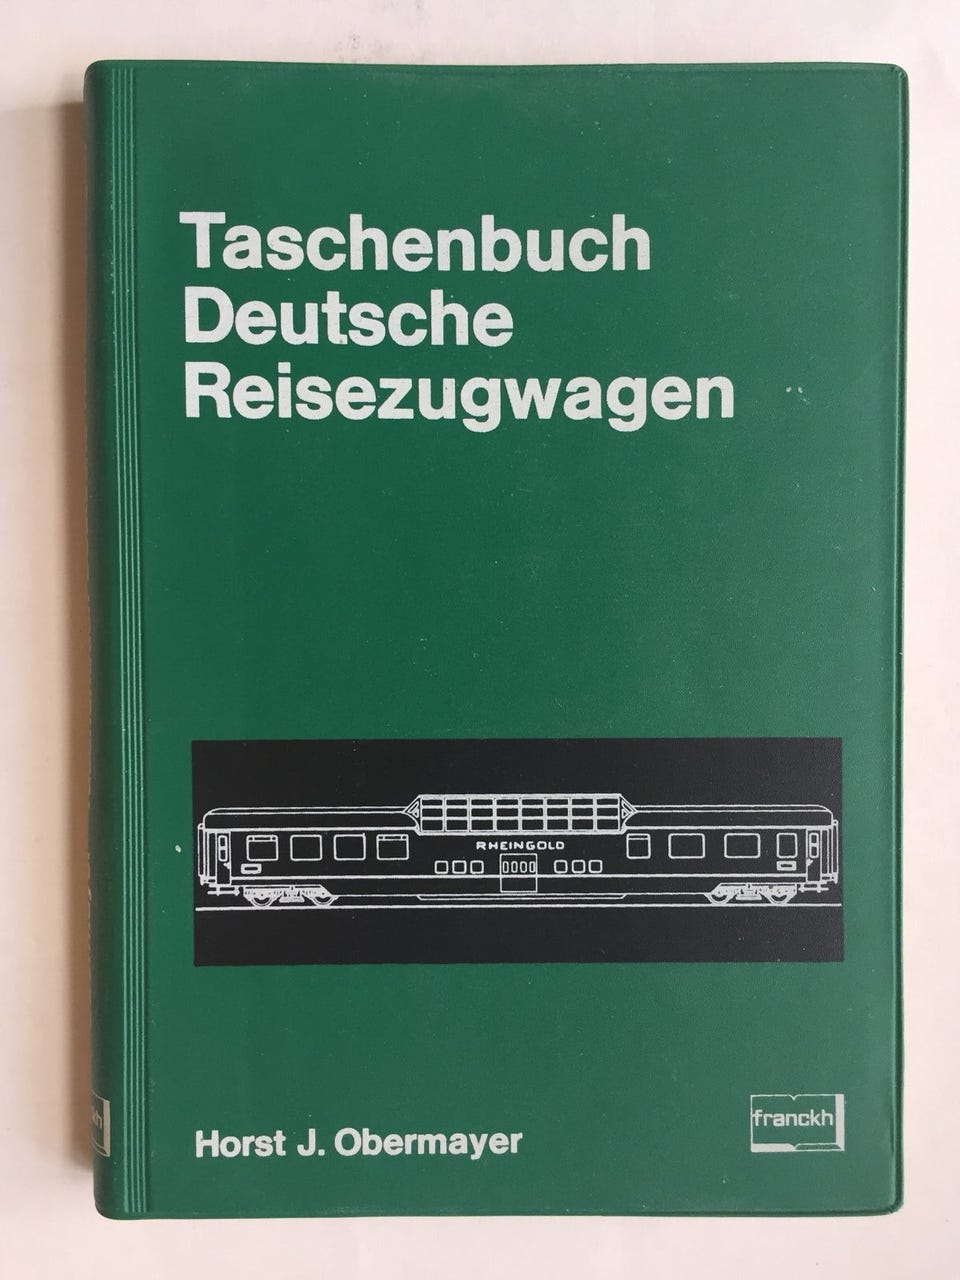 Taschenbuch
Deutsche
Reisezugwagen
RHEINGOLD
Horst J. Obermayer
franckh